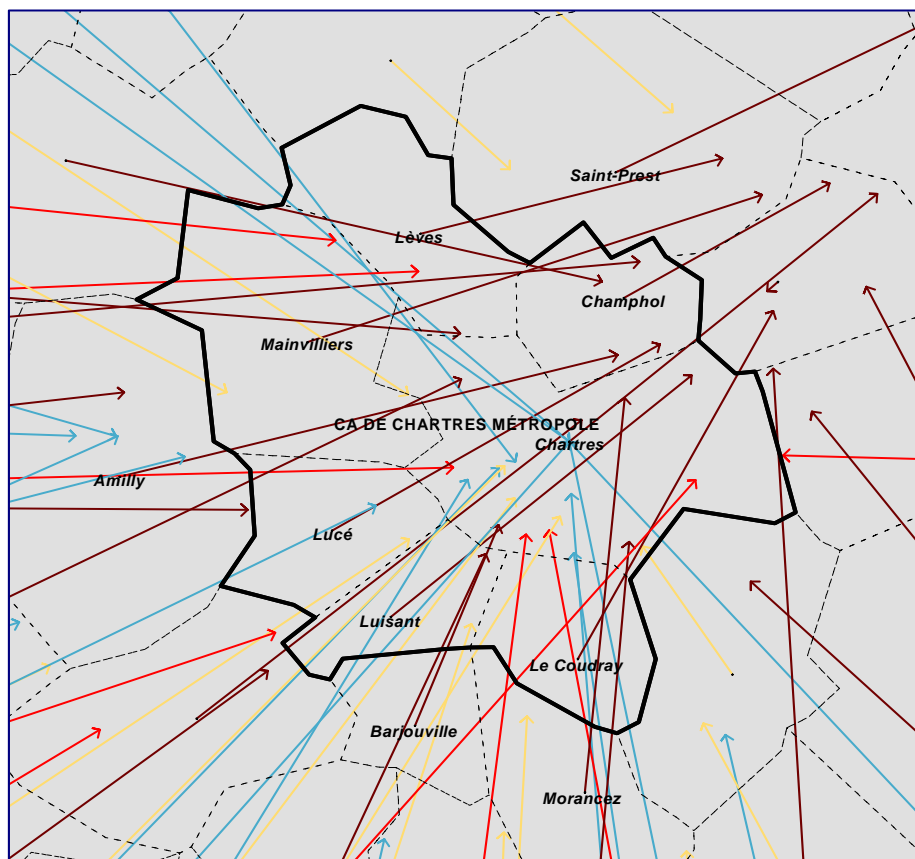 Saint-Prest
Lèves
Champhol
Mainvilliers
CA DE CHARTRES MÉTROPOLE
Chartres
Amilly
Lucé
Luisant
Le Coudray
Barjouville
Morancez